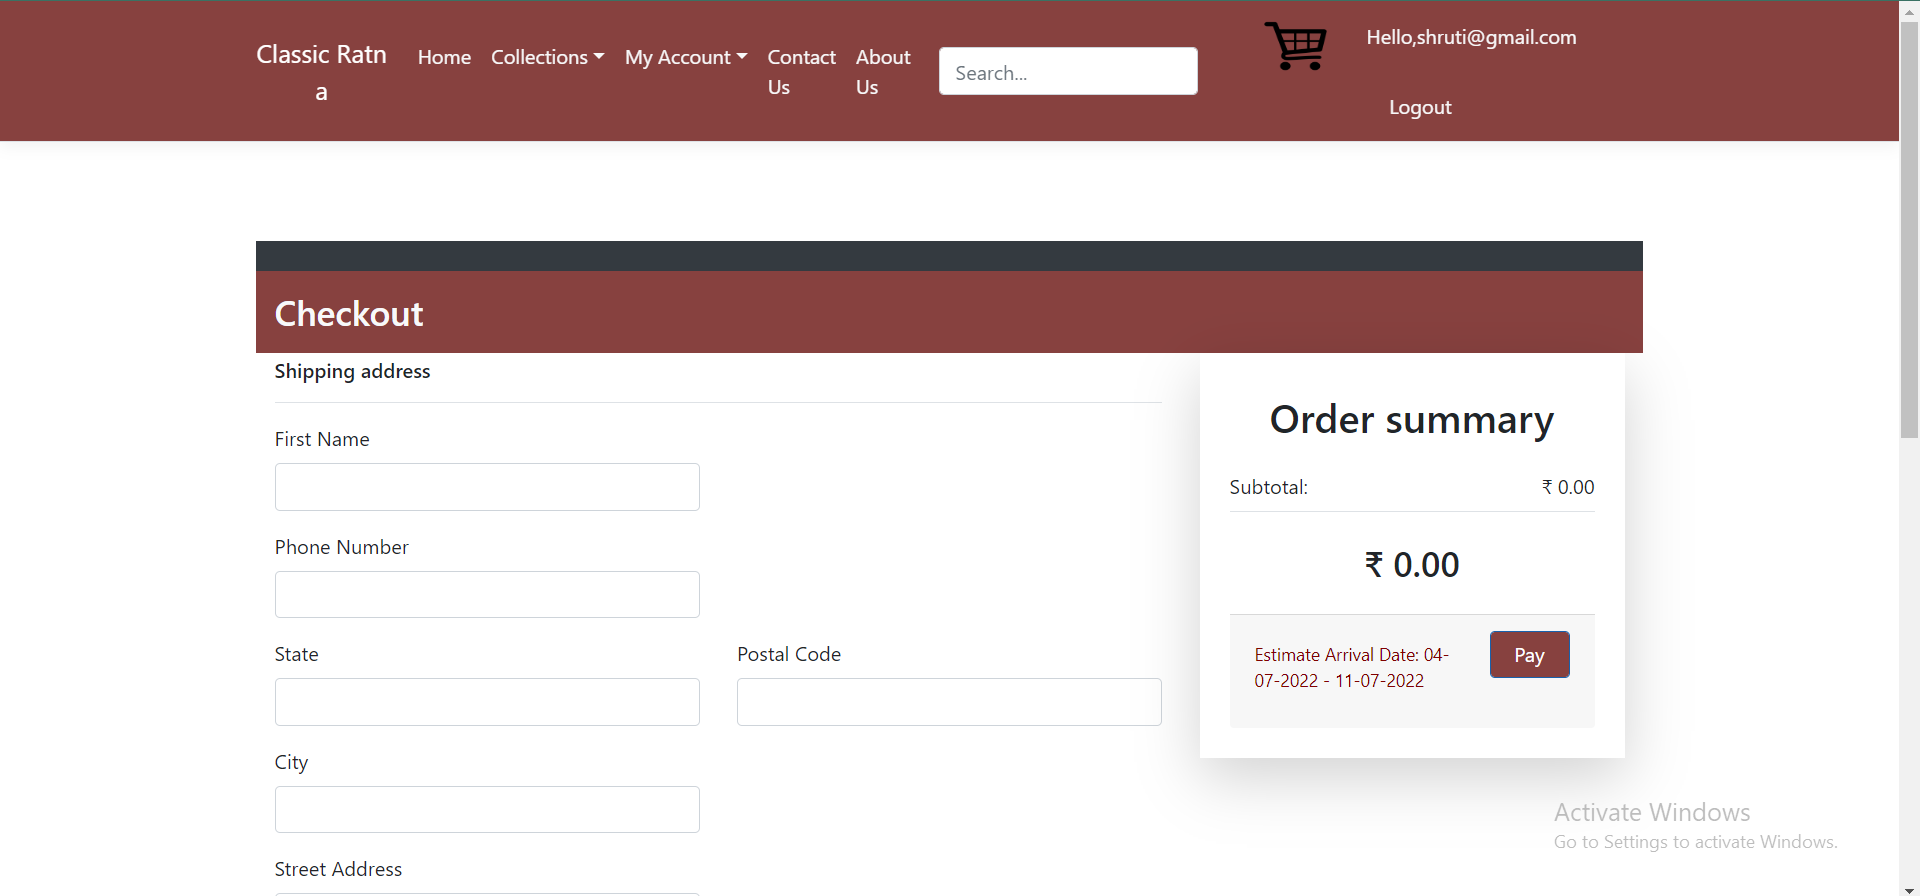 Classic Ratn
a
Home
Collections
My Account
Contact
Us
About
Us
Search...
Hello,shruti@gmail.com
Logout
Checkout
Shipping address
First Name
Phone Number
State
Postal Code
City
Street Address
Order summary
Subtotal: ₹ 0.00
₹ 0.00
Estimate Arrival Date: 04-
07-2022 - 11-07-2022
Pay
Activate Windows
Go to Settings to activate Windows.